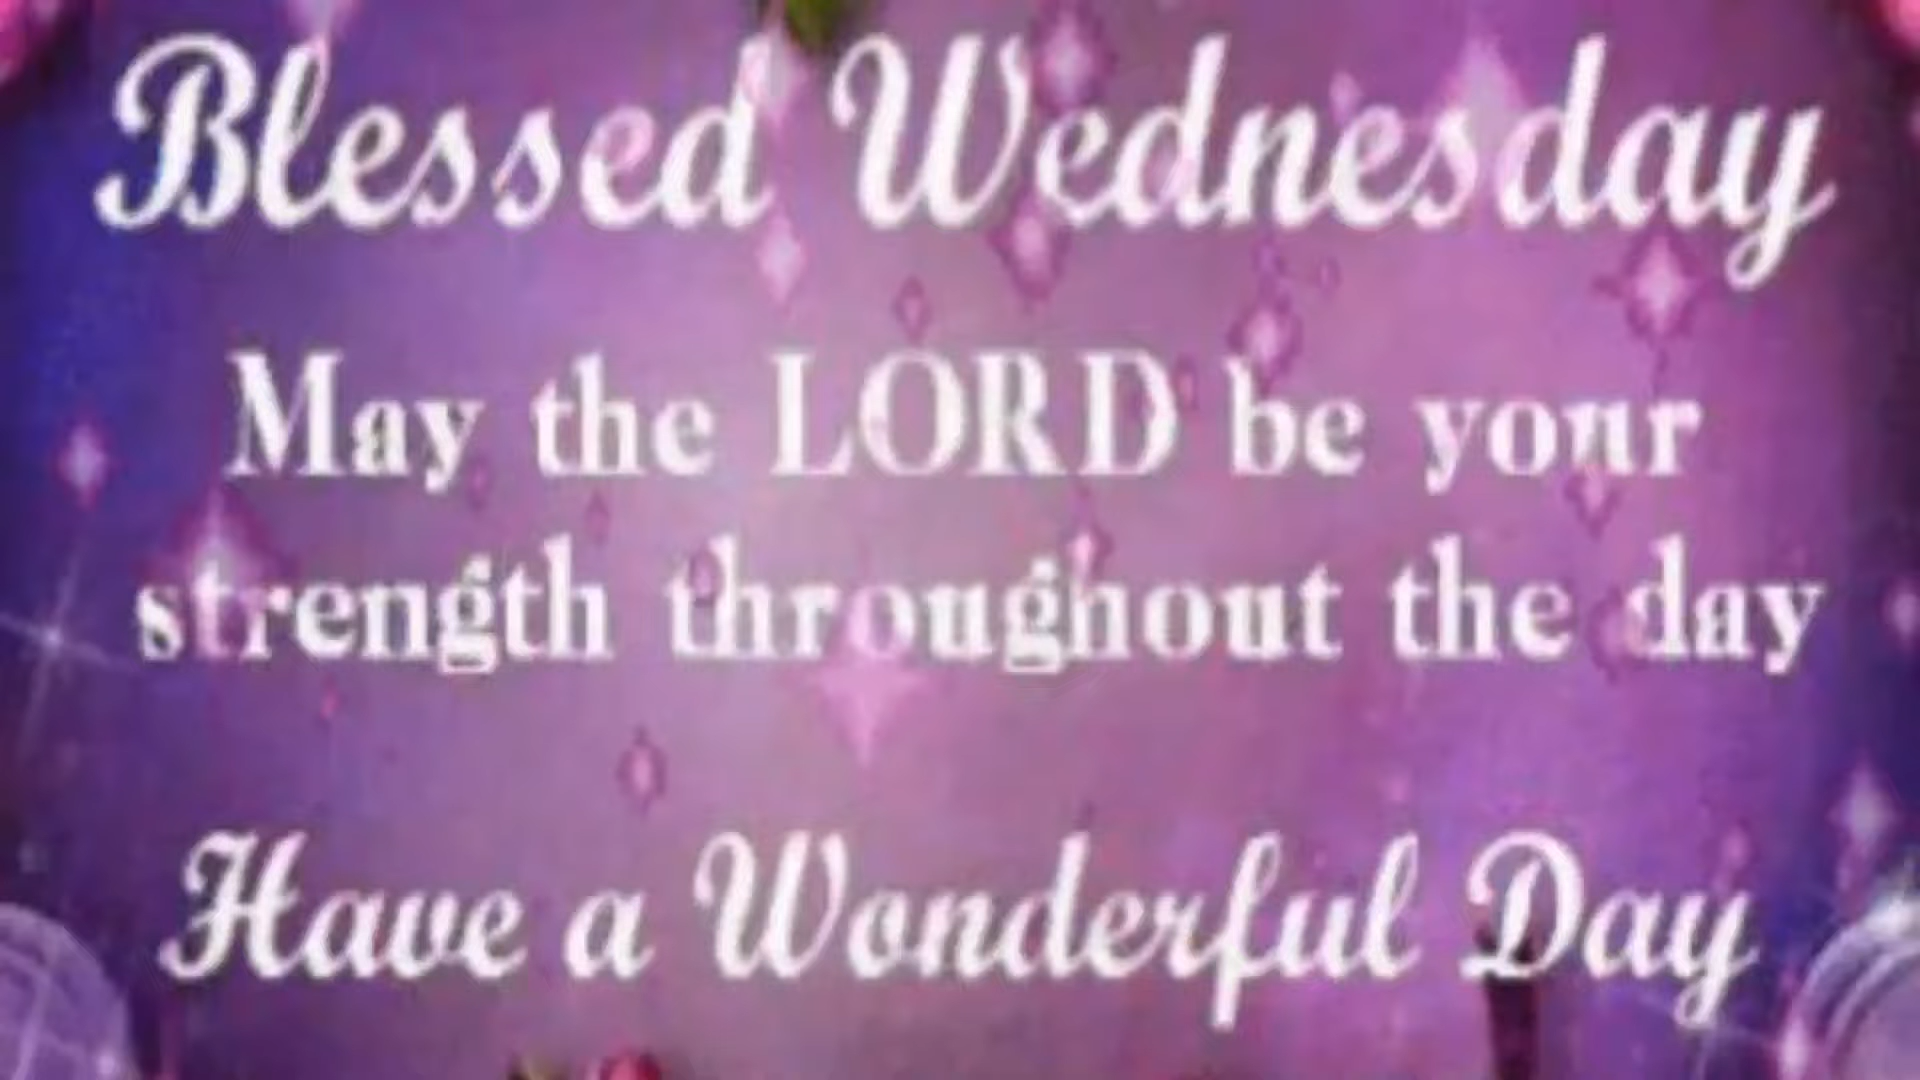 Blessed Wednesday
May the LORD be your
strength throughout the day
Have a Wonderful Day